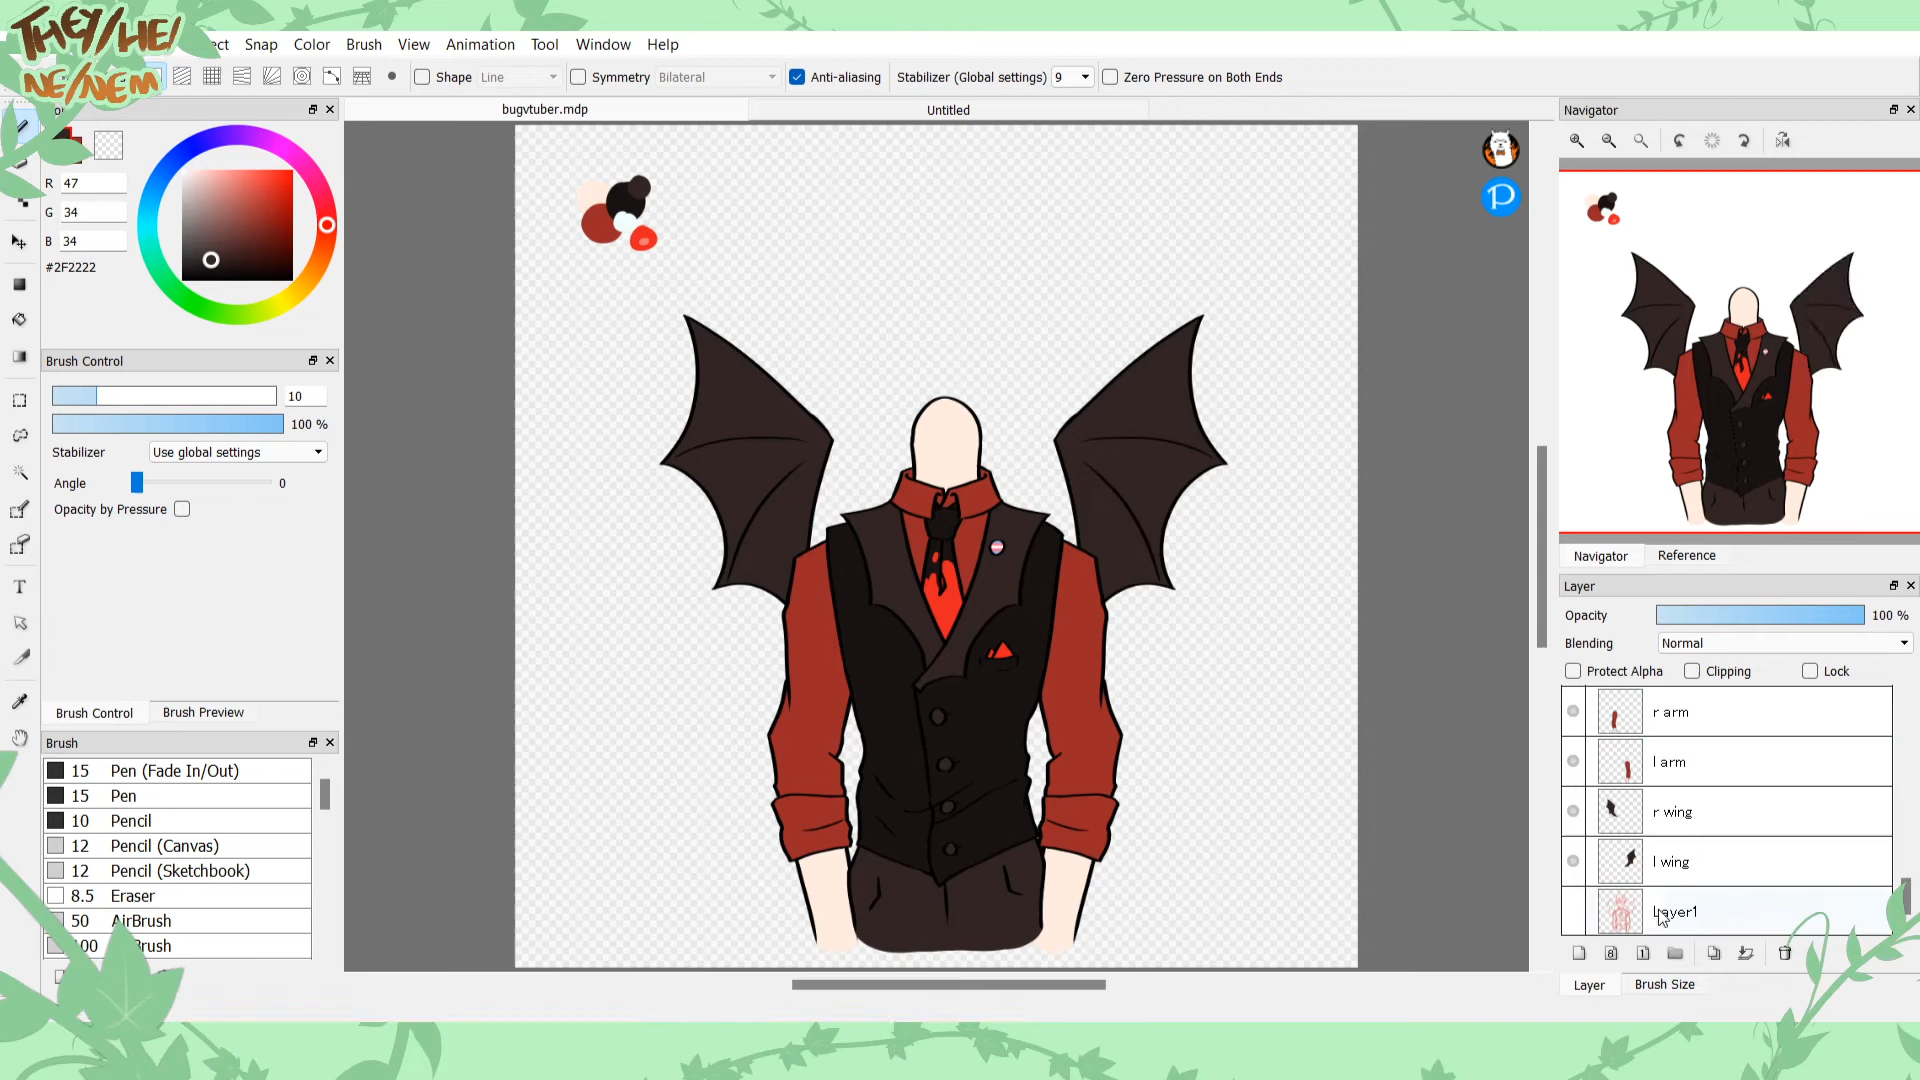 THEY/HE/
NE/NEM
ect Snap Color Brush View Animation Tool Window Help
Shape Line Symmetry Bilateral Anti-aliasing Stabilizer (Global settings) 9 Zero Pressure on Both Ends
bugvtuber.mdp Untitled Navigator
R 47
G 34
B 34
#2F2222
P
Brush Control
10
100 %
Stabilizer Use global settings
Angle 0
Opacity by Pressure
Brush Control Brush Preview
Brush
15 Pen (Fade In/Out)
15 Pen
10 Pencil
12 Pencil (Canvas)
12 Pencil (Sketchbook)
8.5 Eraser
50 AirBrush
100 Brush
Navigator Reference
Layer
Opacity 100 %
Blending Normal
Protect Alpha Clipping Lock
r arm
l arm
r wing
l wing
Layer1
8 1
Layer Brush Size